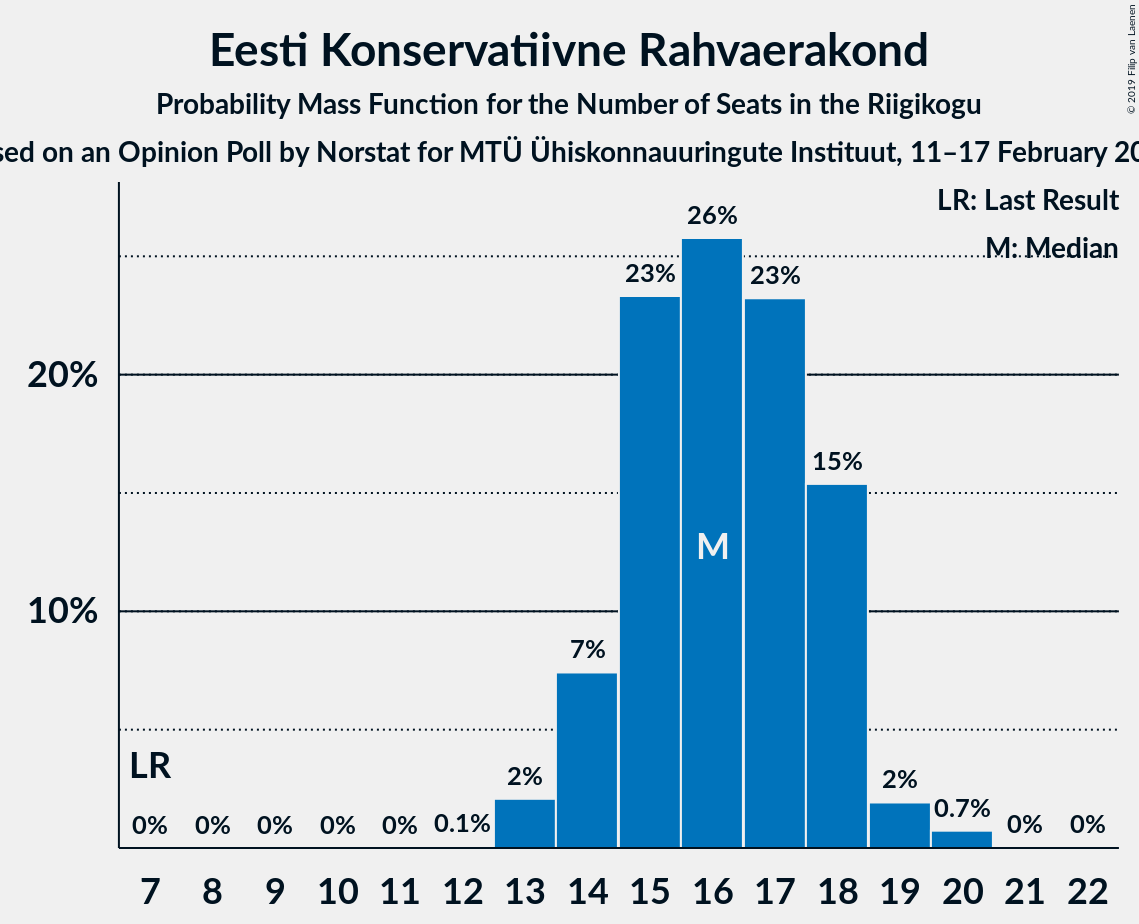 Eesti Konservatiivne Rahvaerakond
Probability Mass Function for the Number of Seats in the Riigikogu
sed on an Opinion Poll by Norstat for MTÜ Ühiskonnauuringute Instituut, 11–17 February 20
© 2019 Filip van Laenen
LR: Last Result
M: Median
26%
23%
23%
20%
15%
M
10%
7%
LR
2%
2%
0.7%
0% 0% 0% 0% 0% 0.1% 0% 0%
7 8 9 10 11 12 13 14 15 16 17 18 19 20 21 22